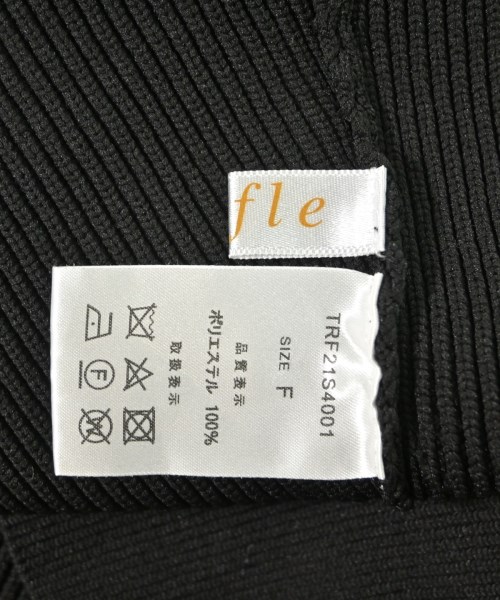 fle
TRF21S4001
SIZE F
品質表示
ポリエステル 100%
取扱表示